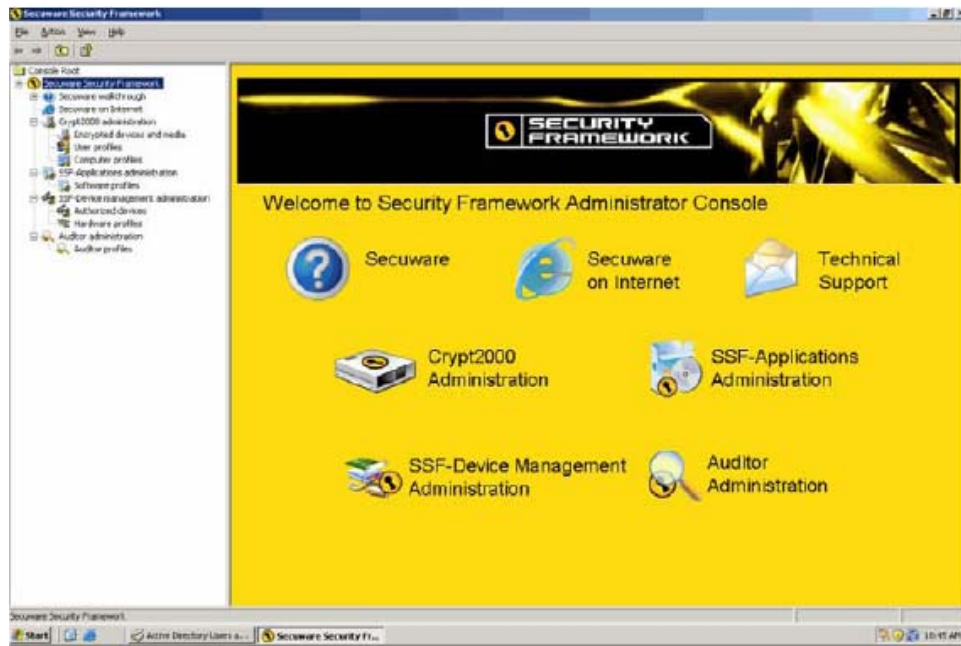 Secuware Security Framework
File Action View Help
Console Root
Secuware Security Framework
Secuware walkthrough
Secuware on Internet
Crypt2000 administration
Encrypted devices and media
User profiles
Computer profiles
SSF-Applications administration
Software profiles
SSF-Device management administration
Authorized devices
Hardware profiles
Auditor administration
Auditor profiles
SECURITY
FRAMEWORK
Welcome to Security Framework Administrator Console
Secuware
Secuware
on Internet
Technical
Support
Crypt2000
Administration
SSF-Applications
Administration
SSF-Device Management
Administration
Auditor
Administration
Secuware Security Framework
Start
Active Directory Users a...
Secuware Security Fr...
10:45 AM